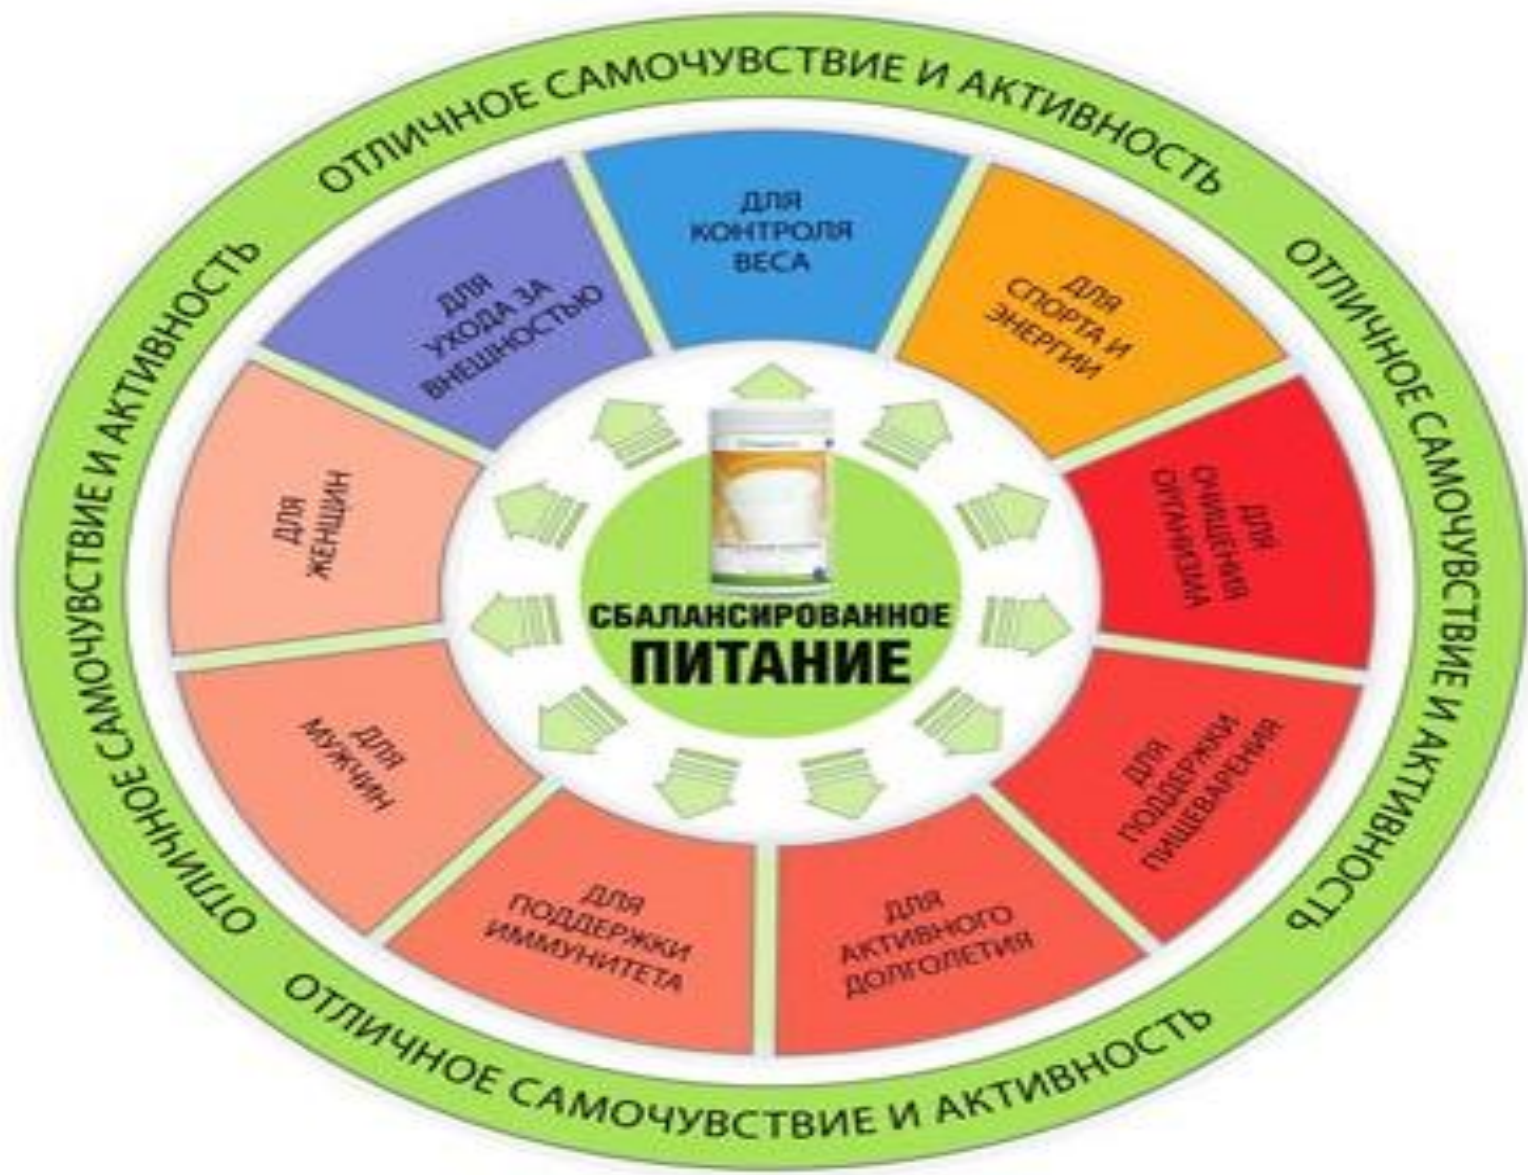 ОТЛИЧНОЕ САМОЧУВСТВИЕ И АКТИВНОСТЬ
ОТЛИЧНОЕ САМОЧУВСТВИЕ И АКТИВНОСТЬ
ОТЛИЧНОЕ САМОЧУВСТВИЕ И АКТИВНОСТЬ
ОТЛИЧНОЕ САМОЧУВСТВИЕ И АКТИВНОСТЬ
ДЛЯ
КОНТРОЛЯ
ВЕСА
ДЛЯ
СПОРТА И
ЭНЕРГИИ
ДЛЯ
ОЧИЩЕНИЯ
ОРГАНИЗМА
ДЛЯ
ПОДДЕРЖКИ
ПИЩЕВАРЕНИЯ
ДЛЯ
АКТИВНОГО
ДОЛГОЛЕТИЯ
ДЛЯ
ПОДДЕРЖКИ
ИММУНИТЕТА
ДЛЯ
МУЖЧИН
ДЛЯ
ЖЕНЩИН
ДЛЯ
УХОДА ЗА
ВНЕШНОСТЬЮ
СБАЛАНСИРОВАННОЕ
ПИТАНИЕ